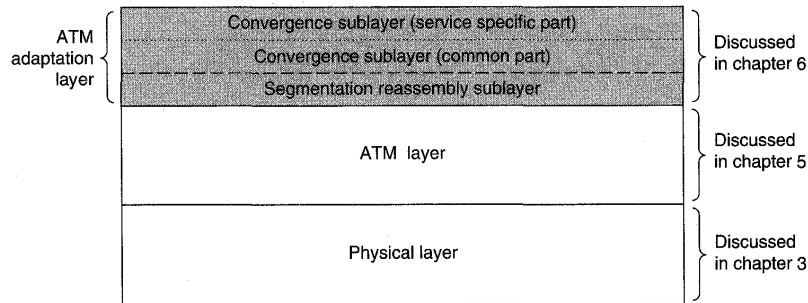 Convergence sublayer (service specific part)
ATM
adaptation
layer
Convergence sublayer (common part)
Discussed
in chapter 6
Segmentation reassembly sublayer
ATM layer
Discussed
in chapter 5
Physical layer
Discussed
in chapter 3